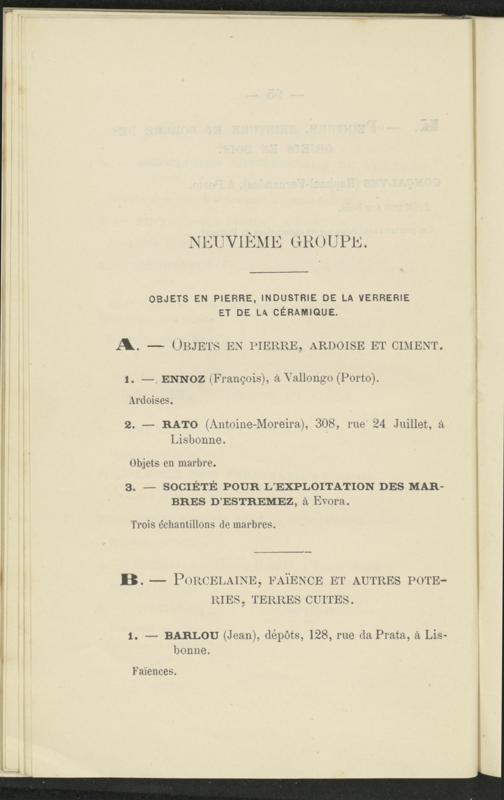 NEUVIÈME GROUPE.
OBJETS EN PIERRE, INDUSTRIE DE LA VERRERIE
ET DE LA CÉRAMIQUE.
A. — OBJETS EN PIERRE, ARDOISE ET CIMENT.
1. — ENNOZ (François), à Vallongo (Porto).
Ardoises.
2. — RATO (Antoine-Moreira), 308, rue 24 Juillet, à
Lisbonne.
Objets en marbre.
3. — SOCIÉTÉ POUR L'EXPLOITATION DES MAR-
BRES D'ESTREMEZ, à Evora.
Trois échantillons de marbres.
B. — PORCELAINE, FAÏENCE ET AUTRES POTE-
RIES, TERRES CUITES.
1. — BARLOU (Jean), dépôts, 128, rue da Prata, à Lis-
bonne.
Faïences.